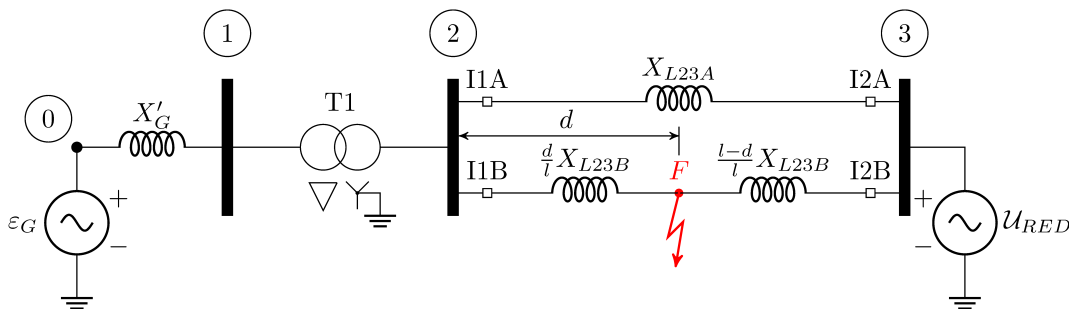 1
2
3
0
X'_G
T1
I1A
X_{L23A}
I2A
d
I1B
\frac{d}{l}X_{L23B}
F
\frac{l-d}{l}X_{L23B}
I2B
ε_G
+
−
+
−
𝒰_{RED}